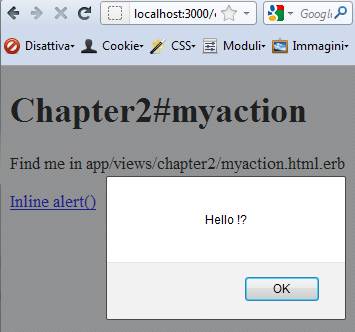 localhost:3000/
Googl
Disattiva Cookie CSS Moduli Immagini
Chapter2#myaction
Find me in app/views/chapter2/myaction.html.erb
Inline alert()
Hello !?
OK